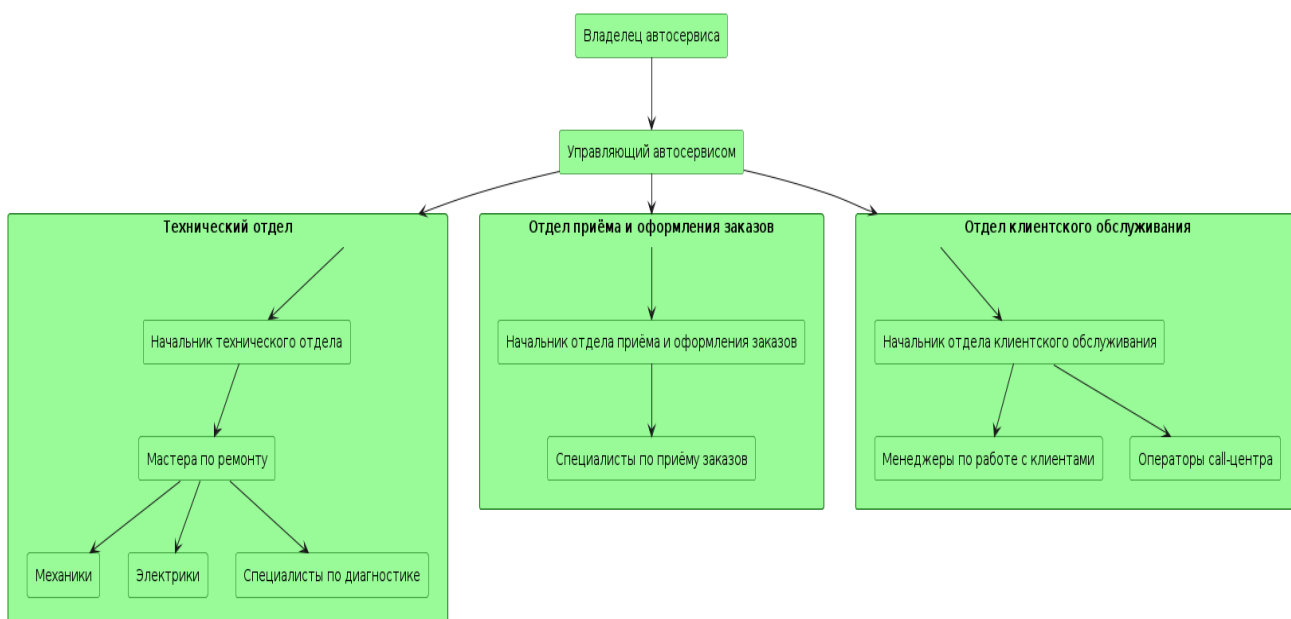 Владелец автосервиса
Управляющий автосервисом
Технический отдел
Отдел приёма и оформления заказов
Отдел клиентского обслуживания
Начальник технического отдела
Начальник отдела приёма и оформления заказов
Начальник отдела клиентского обслуживания
Мастера по ремонту
Специалисты по приёму заказов
Менеджеры по работе с клиентами
Операторы call-центра
Механики
Электрики
Специалисты по диагностике